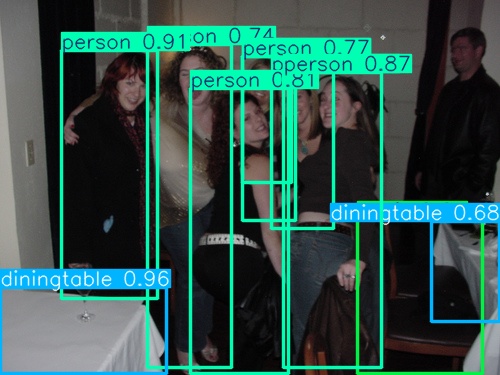 person 0.91
on 0.74
person 0.77
pperson 0.87
person 0.81
diningtable 0.68
diningtable 0.96